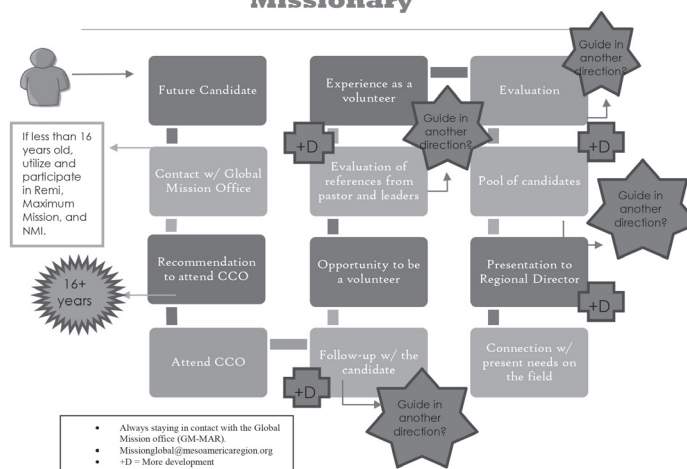 Missionary
Future Candidate
Contact w/ Global
Mission Office
If less than 16
years old,
utilize and
participate
in Remi,
Maximum
Mission, and
NMI.
Recommendation
to attend CCO
16+
years
Attend CCO
Follow-up w/ the
candidate
+D
Guide in
another
direction?
Opportunity to be
a volunteer
Evaluation of
references from
pastor and leaders
+D
Guide in
another
direction?
Experience as a
volunteer
Evaluation
Guide in
another
direction?
+D
Pool of candidates
Guide in
another
direction?
Presentation to
Regional Director
+D
Connection w/
present needs on
the field
• Always staying in contact with the Global
Mission office (GM-MAR).
• Missionglobal@mesoamericaregion.org
• +D = More development